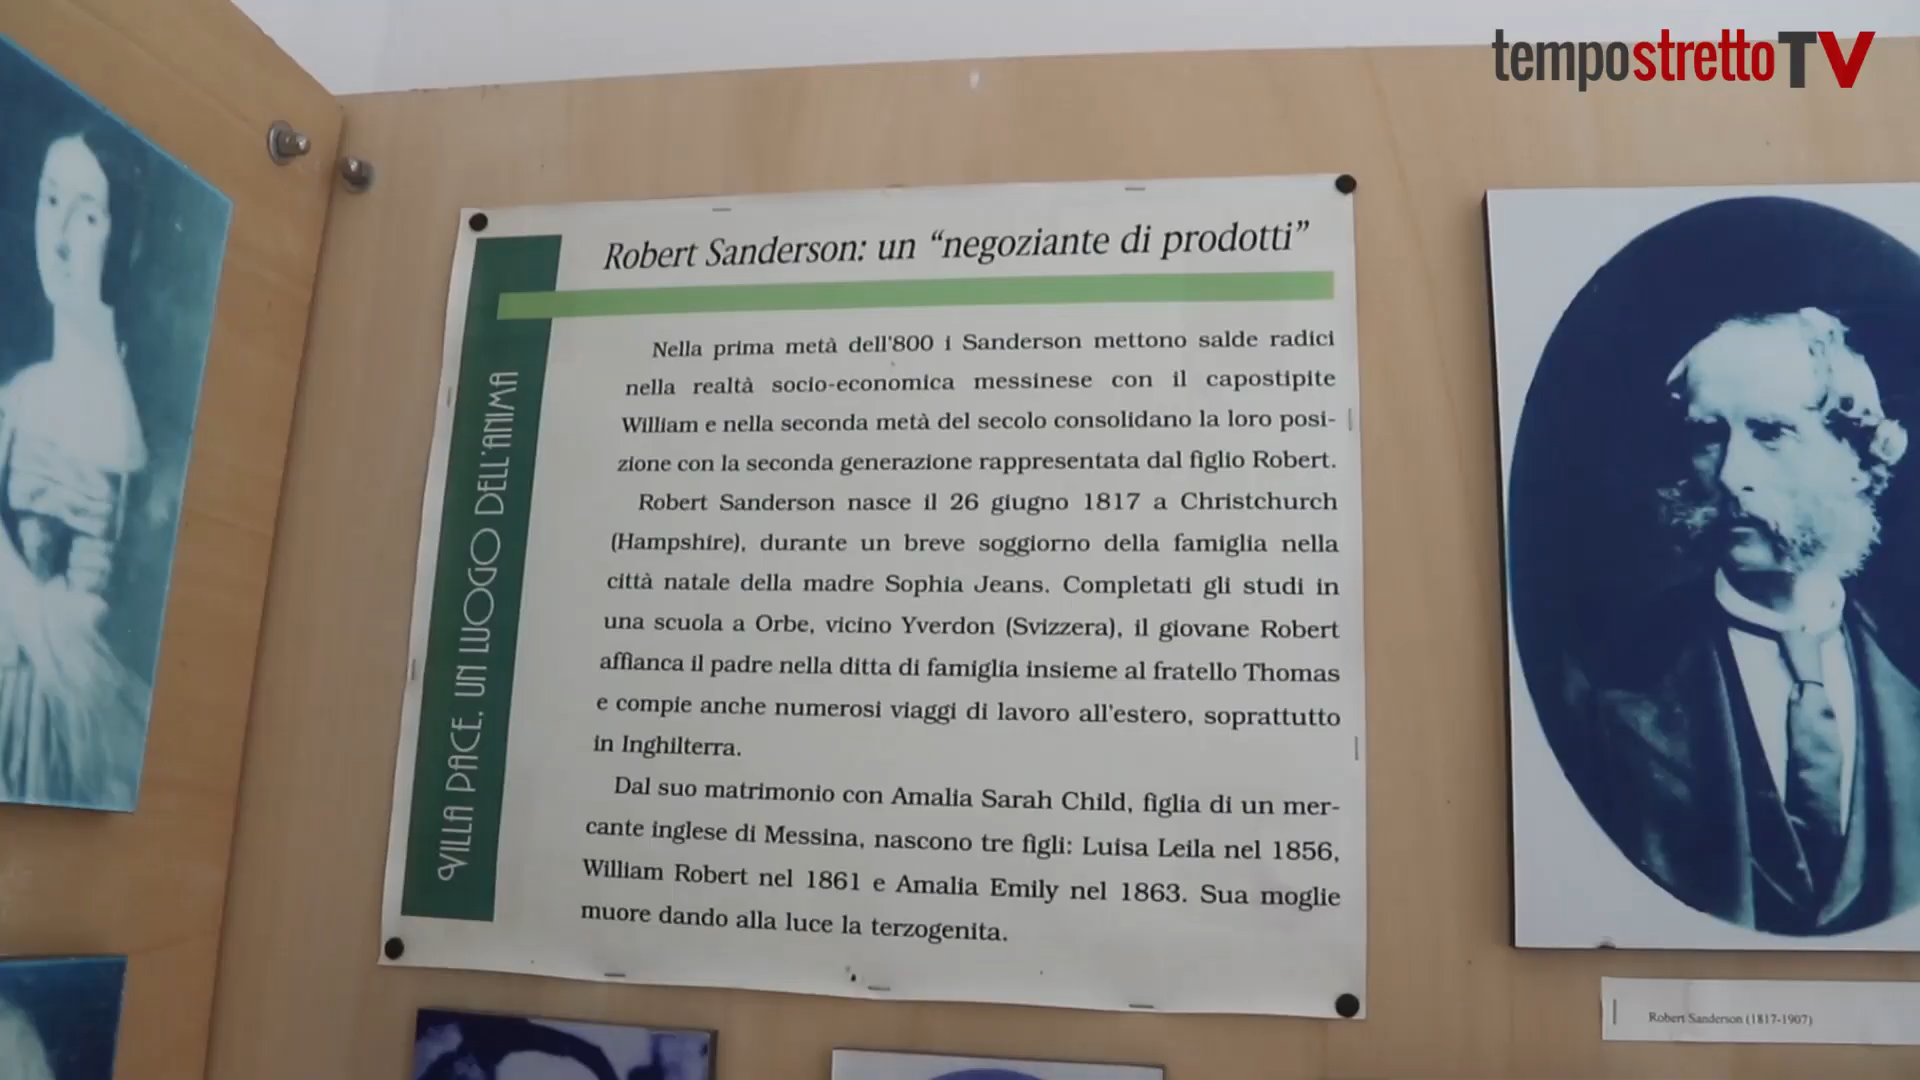 tempostrettoTV
Robert Sanderson: un “negoziante di prodotti”
VILLA PACE, UN LUOGO DELL'ANIMA
Nella prima metà dell'800 i Sanderson mettono salde radici
nella realtà socio-economica messinese con il capostipite
William e nella seconda metà del secolo consolidano la loro posi-
zione con la seconda generazione rappresentata dal figlio Robert.
Robert Sanderson nasce il 26 giugno 1817 a Christchurch
(Hampshire), durante un breve soggiorno della famiglia nella
città natale della madre Sophia Jeans. Completati gli studi in
una scuola a Orbe, vicino Yverdon (Svizzera), il giovane Robert
affianca il padre nella ditta di famiglia insieme al fratello Thomas
e compie anche numerosi viaggi di lavoro all'estero, soprattutto
in Inghilterra.
Dal suo matrimonio con Amalia Sarah Child, figlia di un mer-
cante inglese di Messina, nascono tre figli: Luisa Leila nel 1856,
William Robert nel 1861 e Amalia Emily nel 1863. Sua moglie
muore dando alla luce la terzogenita.
Robert Sanderson (1817-1907)